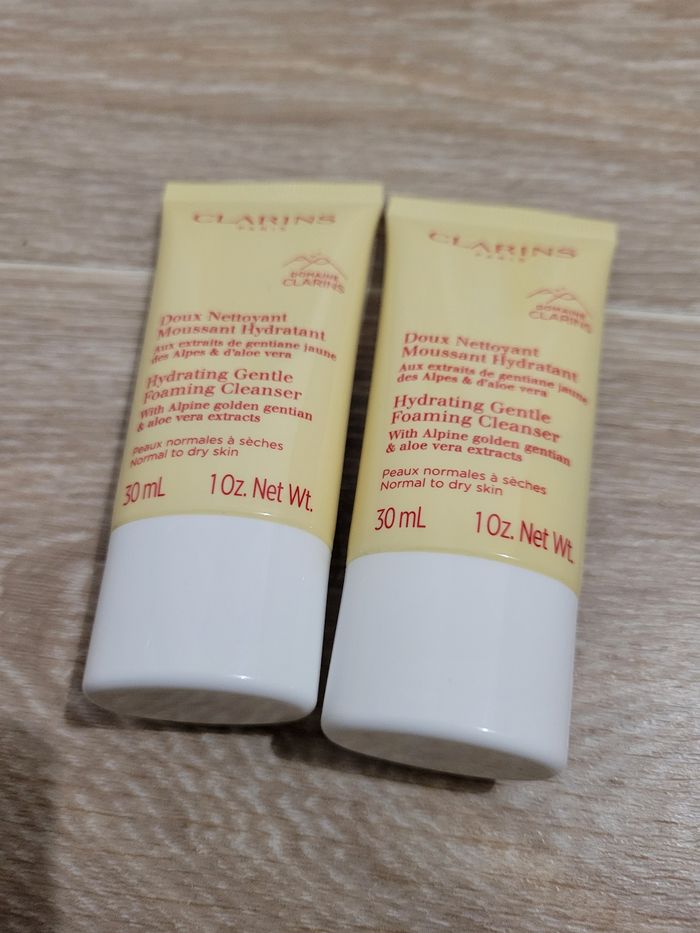 CLARINS
PARIS
DOMAINE
CLARINS
Doux Nettoyant
Moussant Hydratant
Aux extraits de gentiane jaune
des Alpes & d'aloe vera
Hydrating Gentle
Foaming Cleanser
With Alpine golden gentian
& aloe vera extracts
Peaux normales à sèches
Normal to dry skin
30 mL 1 Oz. Net Wt.
CLARINS
PARIS
DOMAINE
CLARINS
Doux Nettoyant
Moussant Hydratant
Aux extraits de gentiane jaune
des Alpes & d'aloe vera
Hydrating Gentle
Foaming Cleanser
With Alpine golden gentian
& aloe vera extracts
Peaux normales à sèches
Normal to dry skin
30 mL 1 Oz. Net Wt.